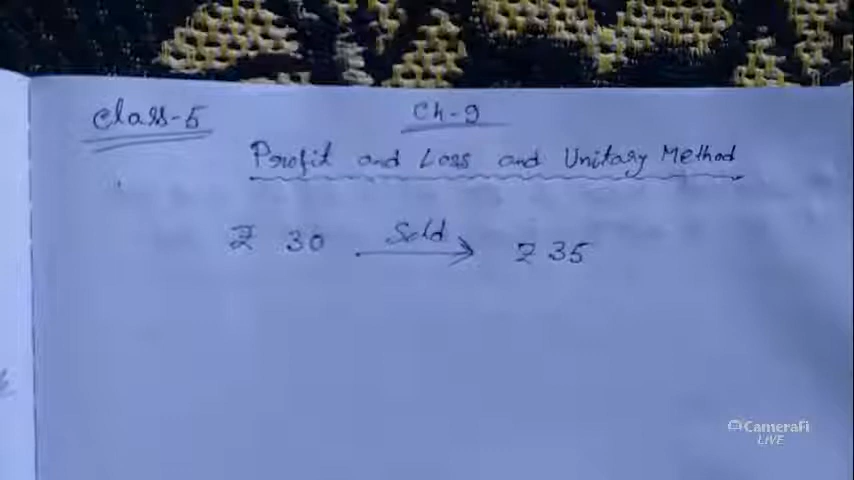 Class-5
Ch-9
Profit and Loss and Unitary Method
₹ 30 Sold → ₹ 35
CameraFi
LIVE